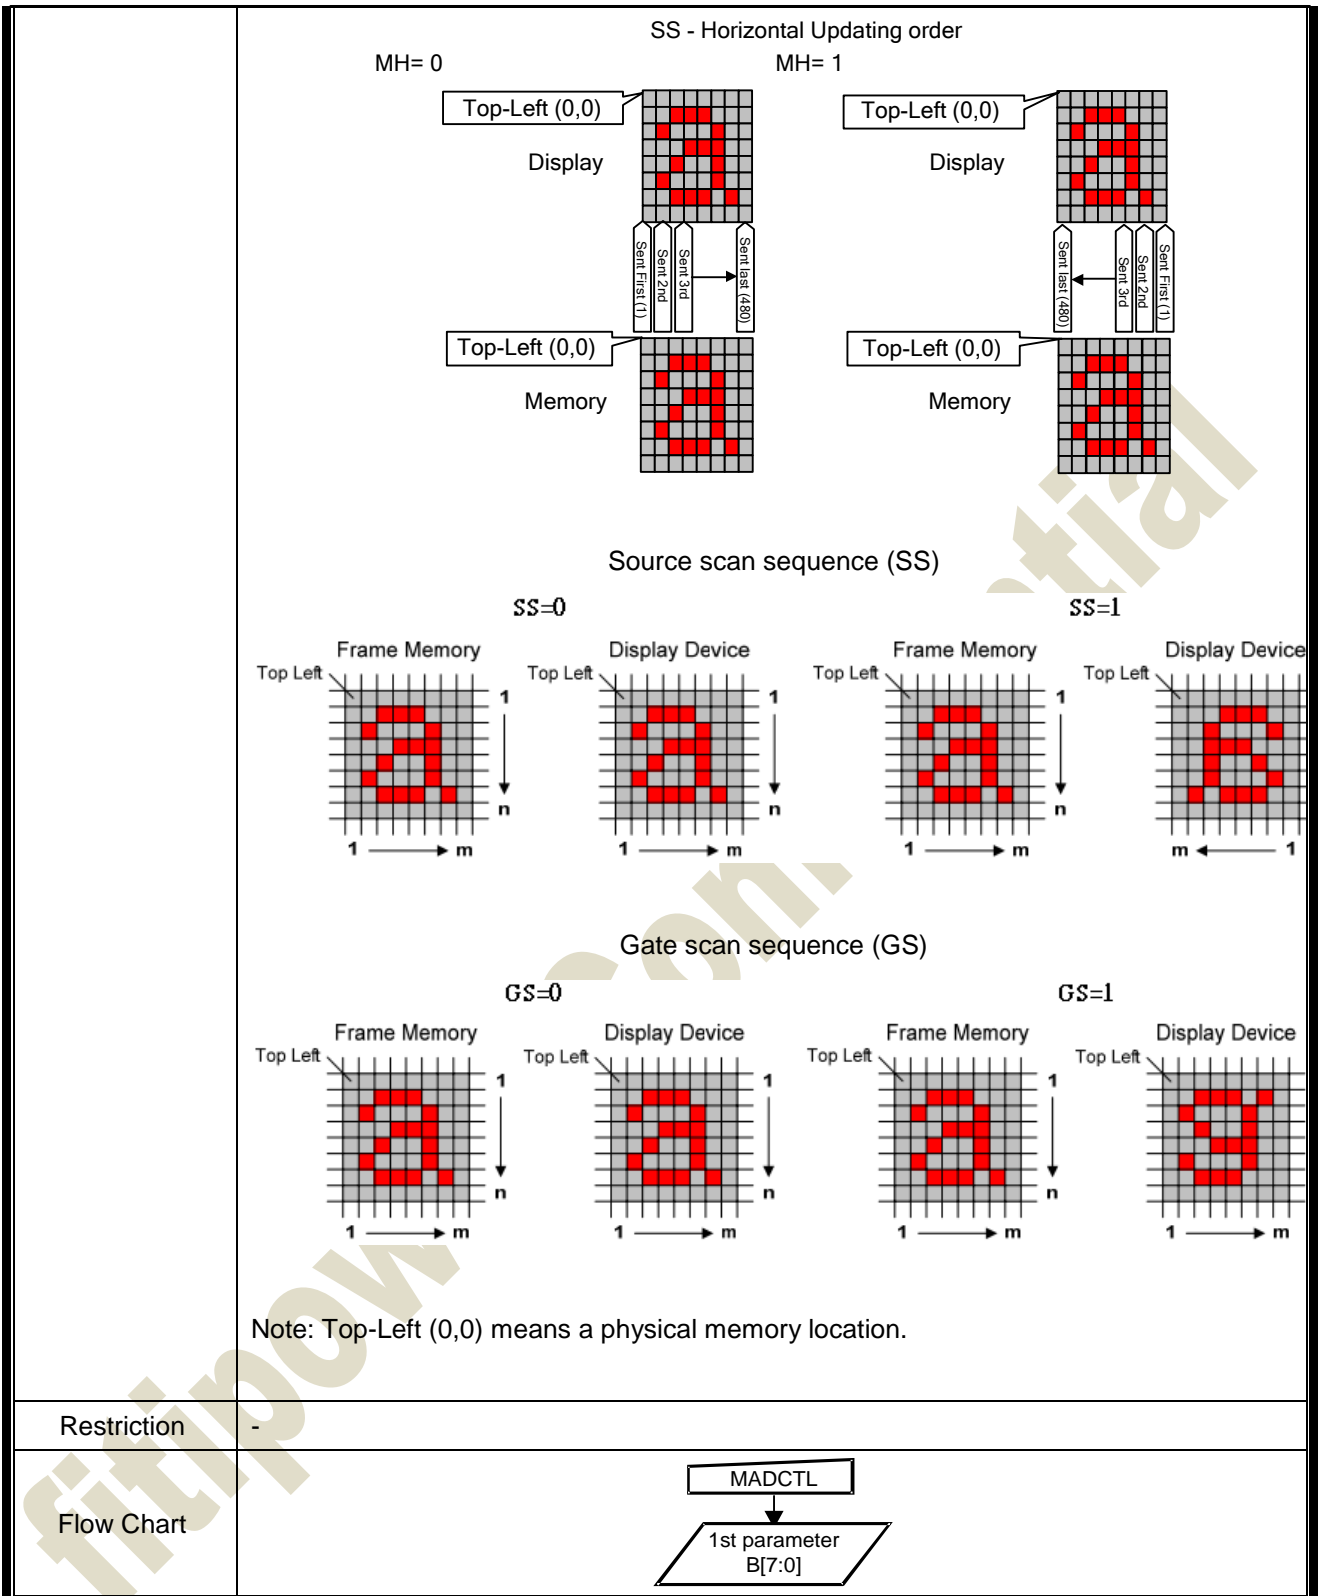 SS - Horizontal Updating order
MH= 0
MH= 1
Top-Left (0,0)
Top-Left (0,0)
Display
Display
Sent First (1)
Sent 2nd
Sent 3rd
Sent last (480)
Sent last (480)
Sent 3rd
Sent 2nd
Sent First (1)
Top-Left (0,0)
Top-Left (0,0)
Memory
Memory
Source scan sequence (SS)
SS=0
SS=1
Frame Memory
Display Device
Frame Memory
Display Device
Top Left
Top Left
Top Left
Top Left
1
1
1
n
n
n
1
m
1
m
1
m
m
1
Gate scan sequence (GS)
GS=0
GS=1
Frame Memory
Display Device
Frame Memory
Display Device
Top Left
Top Left
Top Left
Top Left
1
1
1
n
n
n
1
m
1
m
1
m
1
m
Note: Top-Left (0,0) means a physical memory location.
Restriction
-
Flow Chart
MADCTL
1st parameter
B[7:0]